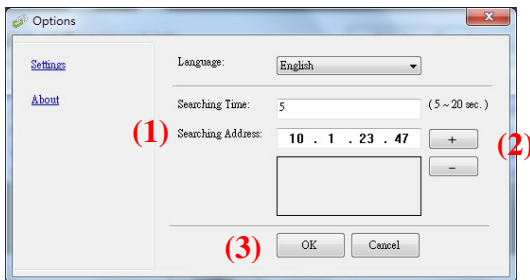 Options
Settings
About
Language: English
Searching Time: 5 ( 5 ~ 20 sec. )
(1) Searching Address: 10 . 1 . 23 . 47 + (2)
-
(3) OK Cancel